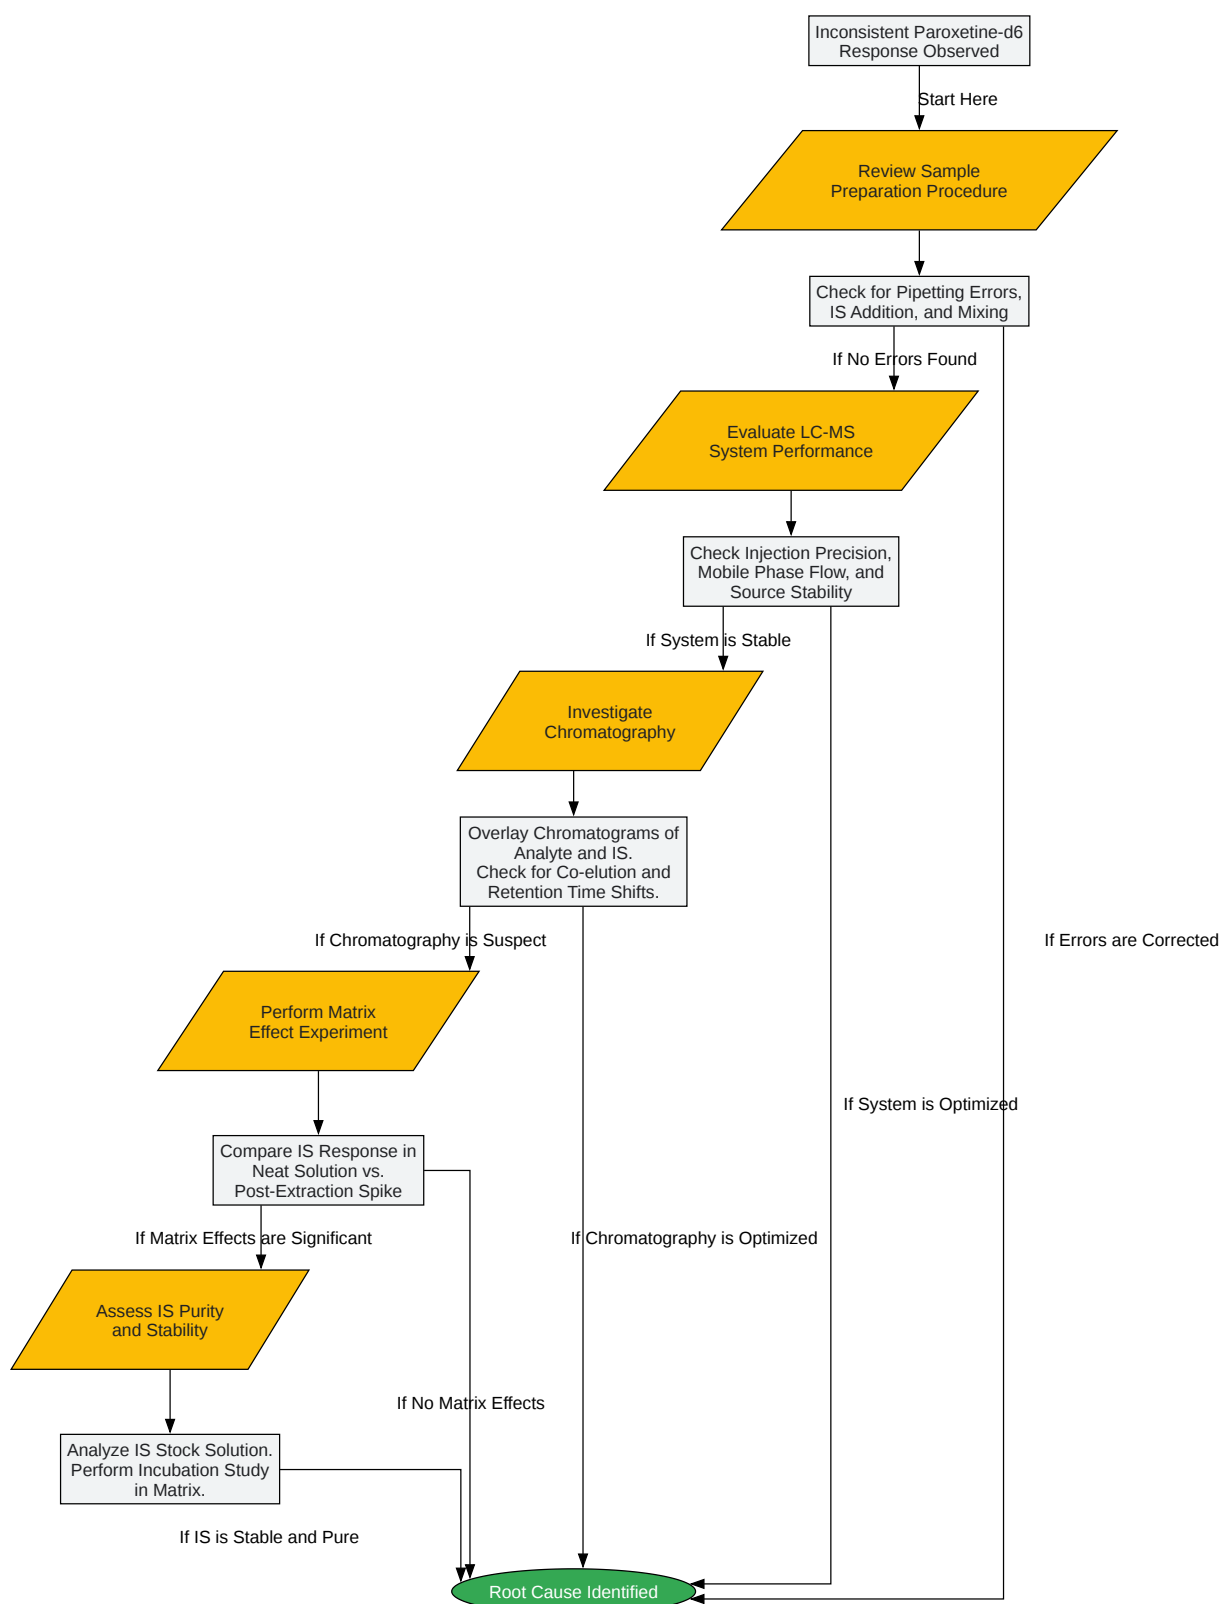 Inconsistent Paroxetine-d6
Response Observed
Start Here
Review Sample
Preparation Procedure
Check for Pipetting Errors,
IS Addition, and Mixing
If No Errors Found
Evaluate LC-MS
System Performance
Check Injection Precision,
Mobile Phase Flow, and
Source Stability
If System is Stable
Investigate
Chromatography
Overlay Chromatograms of
Analyte and IS.
Check for Co-elution and
Retention Time Shifts.
If Chromatography is Suspect
If Errors are Corrected
Perform Matrix
Effect Experiment
If System is Optimized
Compare IS Response in
Neat Solution vs.
Post-Extraction Spike
If Matrix Effects are Significant
If Chromatography is Optimized
Assess IS Purity
and Stability
If No Matrix Effects
Analyze IS Stock Solution.
Perform Incubation Study
in Matrix.
If IS is Stable and Pure
Root Cause Identified